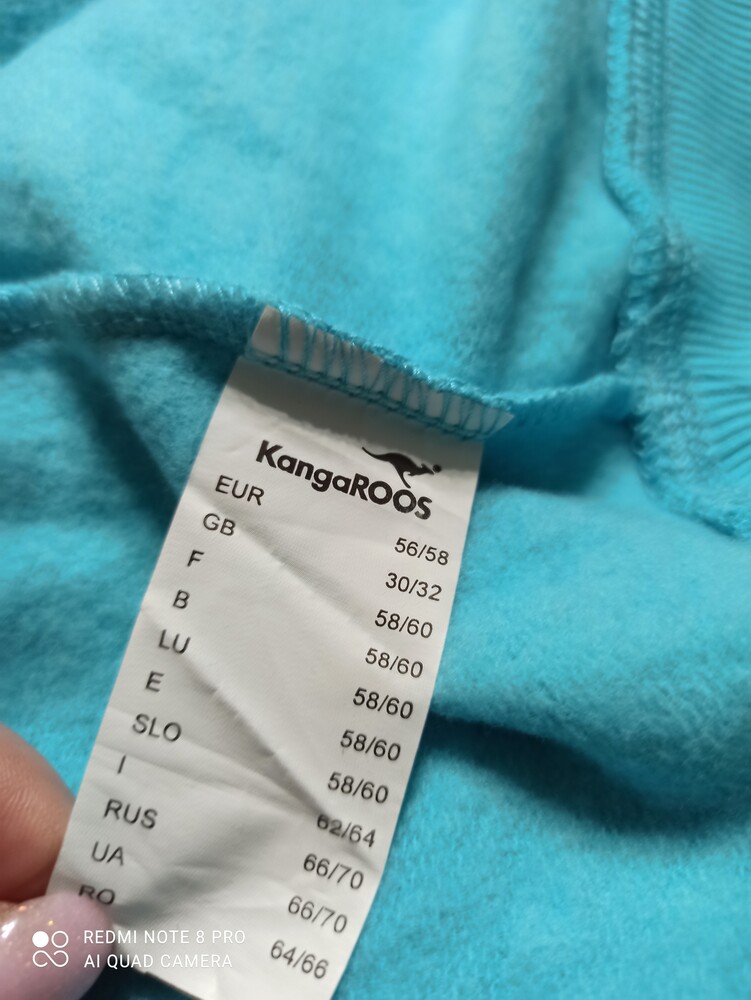 KangaROOS
EUR 56/58
GB 30/32
F 58/60
B 58/60
LU 58/60
E 58/60
SLO 58/60
I 62/64
RUS 66/70
UA 66/70
RO 64/66
REDMI NOTE 8 PRO
AI QUAD CAMERA